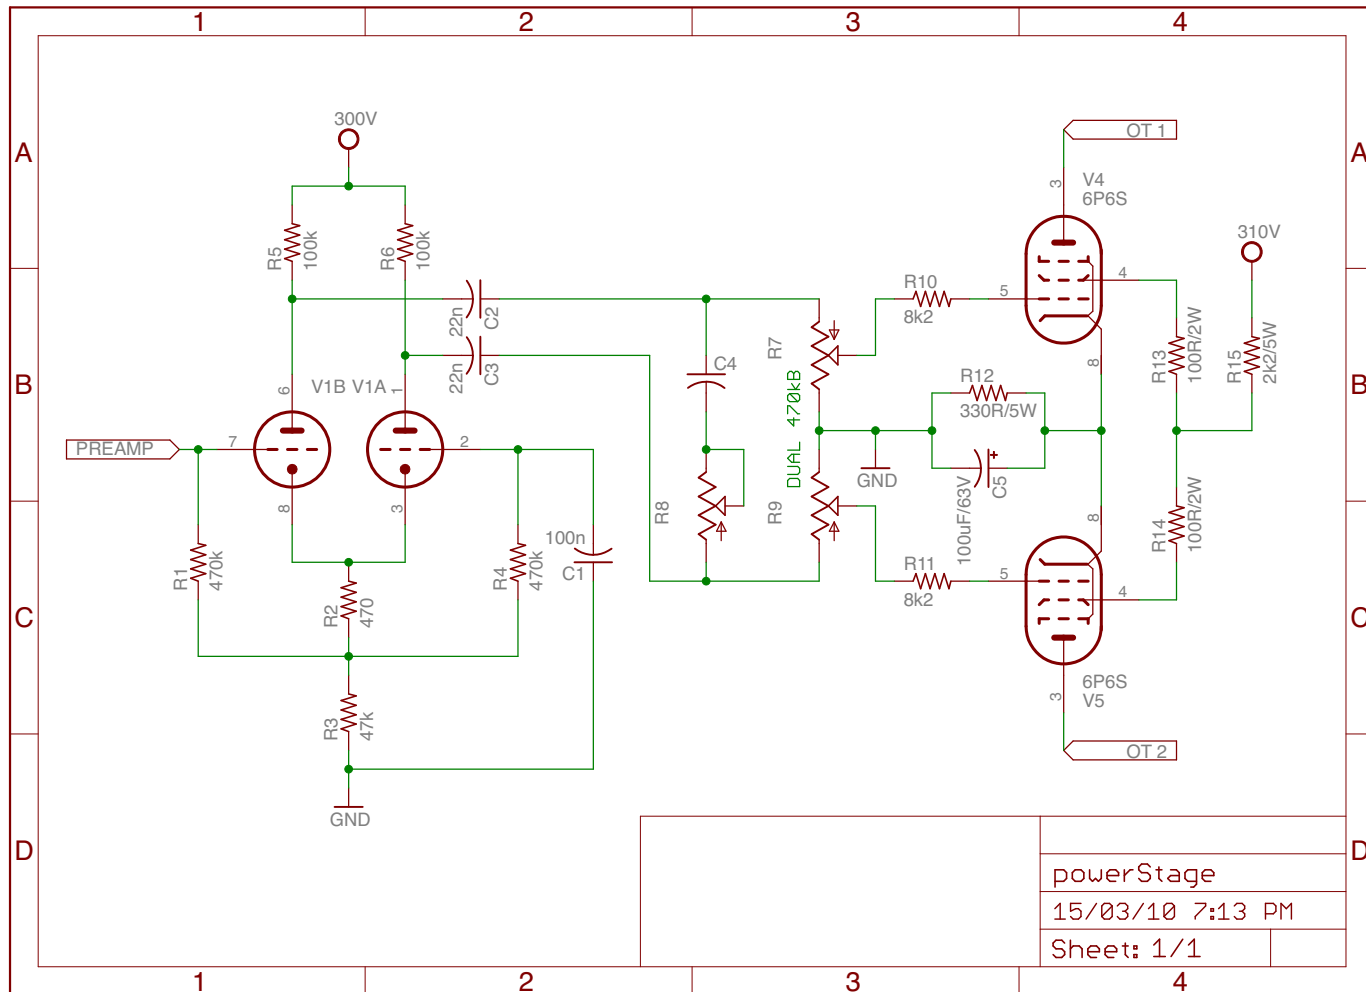 1 2 3 4
A A
B B
C C
D D
300V
R5 100k
R6 100k
22n C2
22n C3
6 V1B V1A 1
PREAMP
7
2
8
3
R1 470k
R2 470
R4 470k
100n
C1
R3 47k
GND
C4
R8
R7
DUAL 470kB
R9
R10
8k2
5
R12
330R/5W
GND
100uF/63V
+
C5
R11
8k2
5
OT 1
3
V4
6P6S
4
8
310V
R13 100R/2W
R15 2k2/5W
8
R14 100R/2W
4
6P6S
V5
3
OT 2
powerStage
15/03/10 7:13 PM
Sheet: 1/1
1 2 3 4